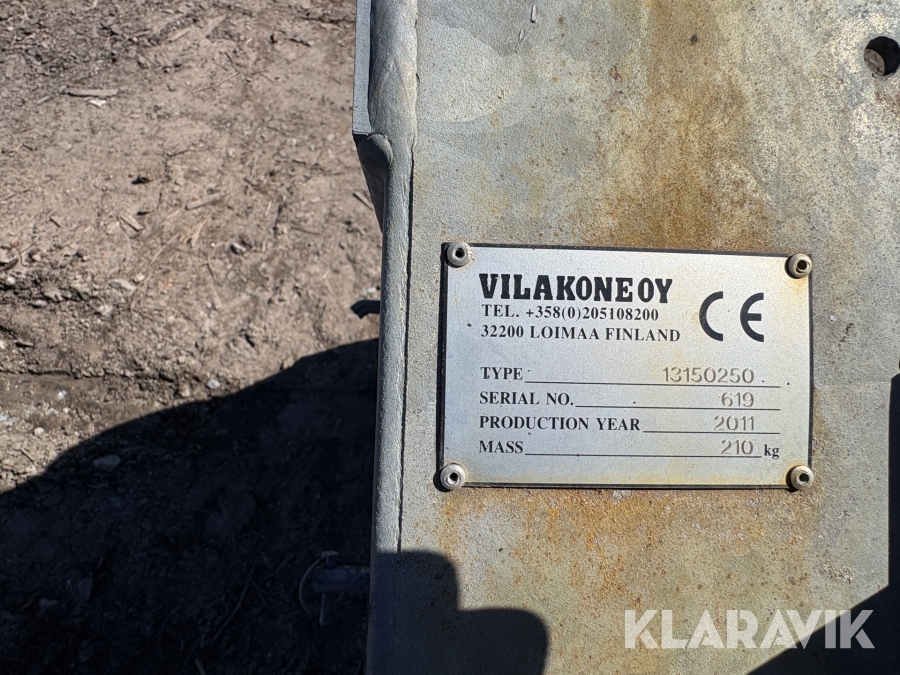 VILAKONE OY
TEL. +358(0)205108200
32200 LOIMAA FINLAND
CE
TYPE 13150250
SERIAL NO. 619
PRODUCTION YEAR 2011
MASS 210 kg
KLARAVIK